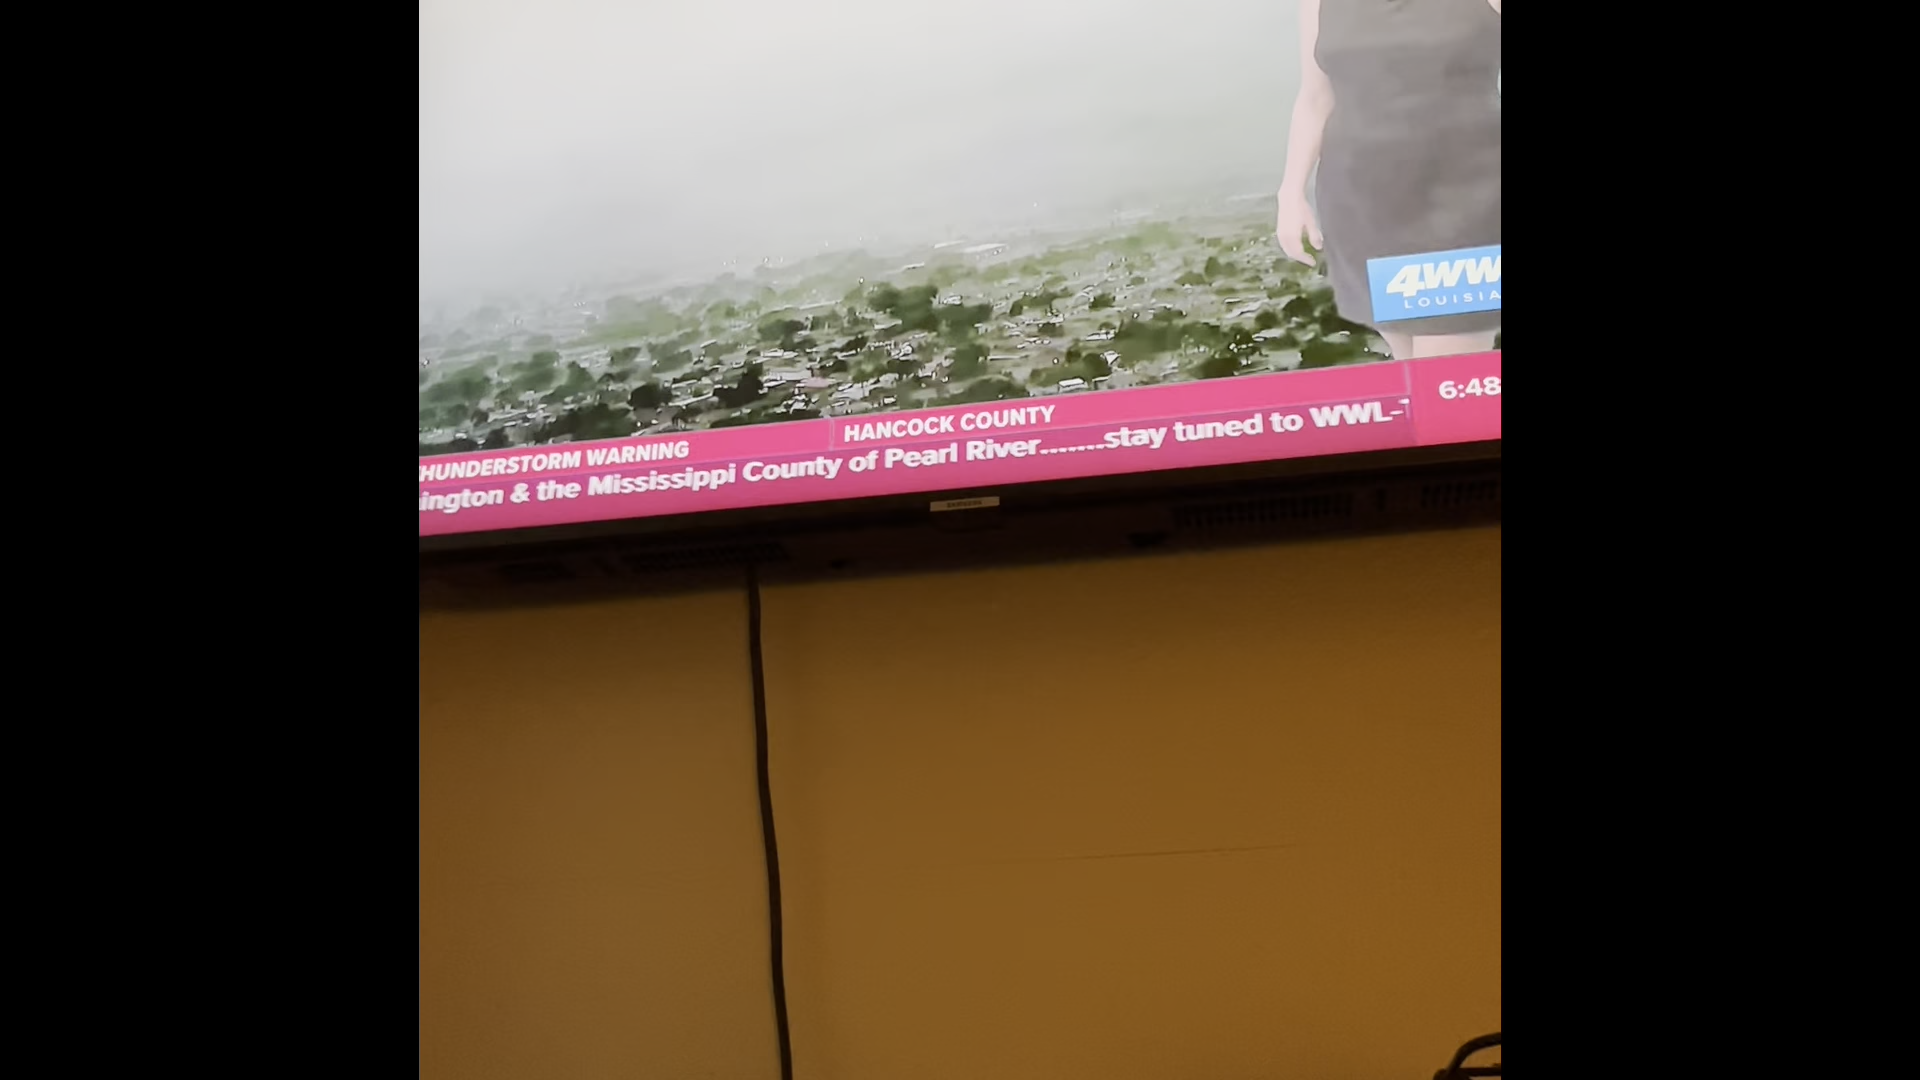 4WW
LOUISIA
6:48
HUNDERSTORM WARNING
HANCOCK COUNTY
ington & the Mississippi County of Pearl River.......stay tuned to WWL-T